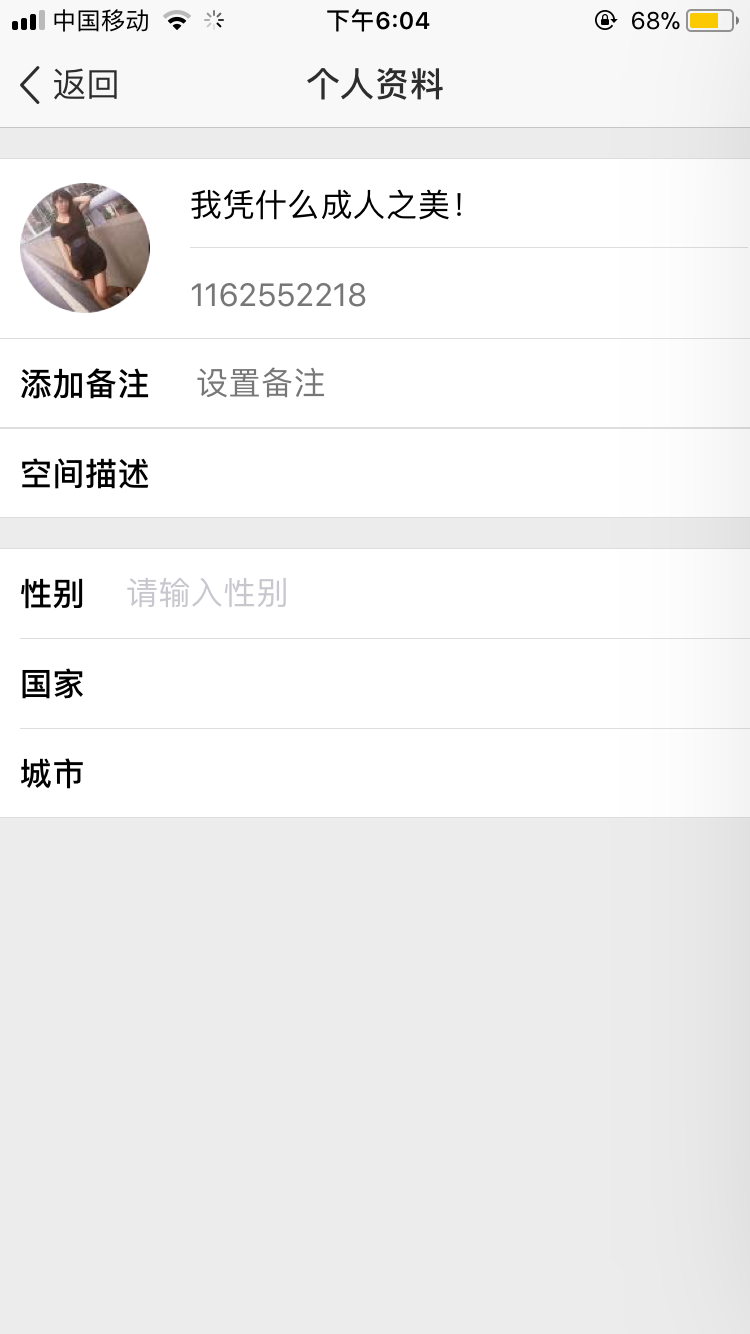 中国移动 下午6:04 68%
返回 个人资料
我凭什么成人之美!
1162552218
添加备注 设置备注
空间描述
性别 请输入性别
国家
城市